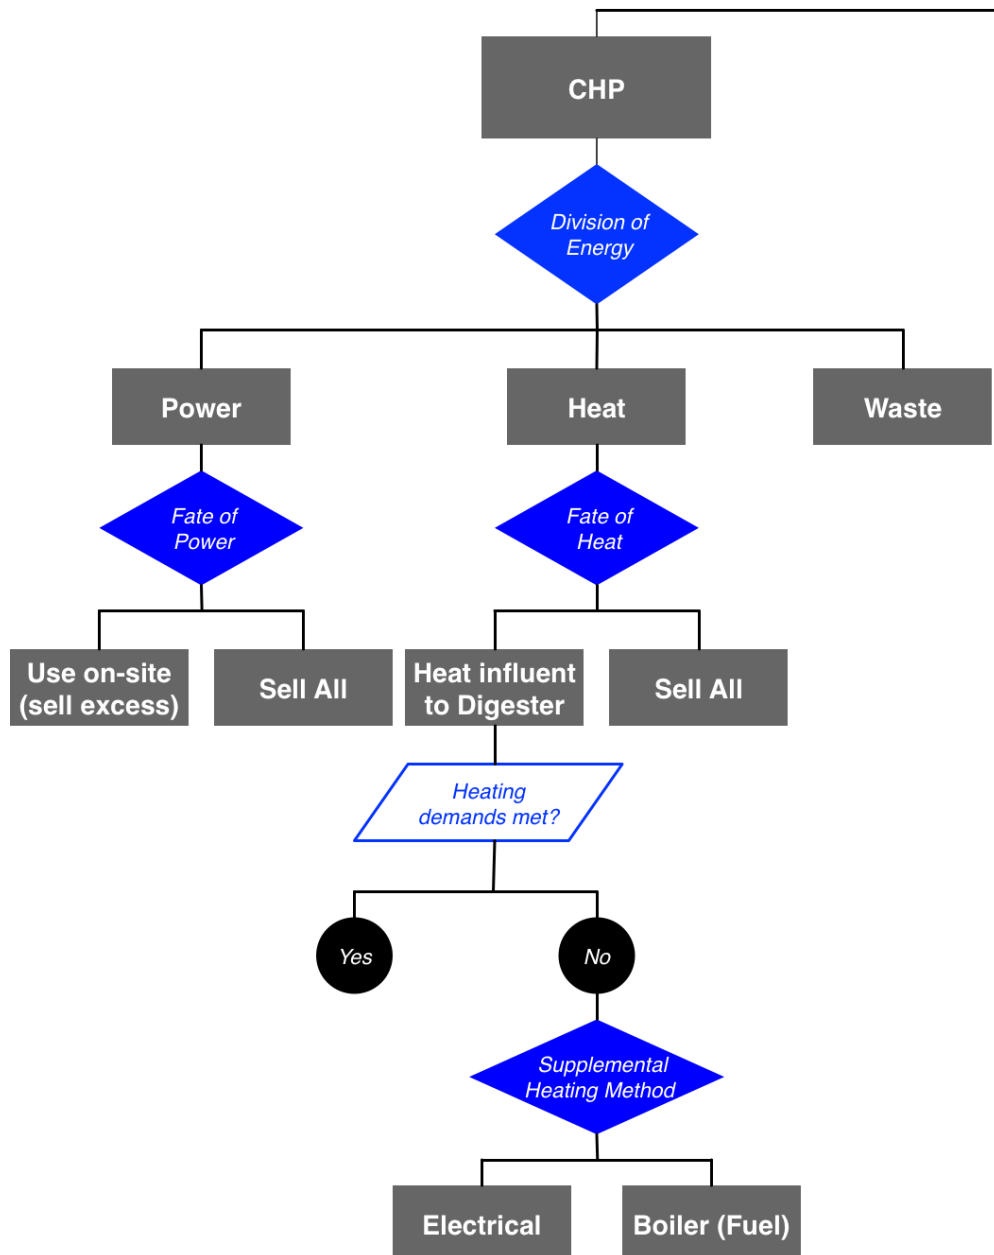 CHP
Division of
Energy
Power
Heat
Waste
Fate of
Power
Fate of
Heat
Use on-site
(sell excess)
Sell All
Heat influent
to Digester
Sell All
Heating
demands met?
Yes
No
Supplemental
Heating Method
Electrical
Boiler (Fuel)